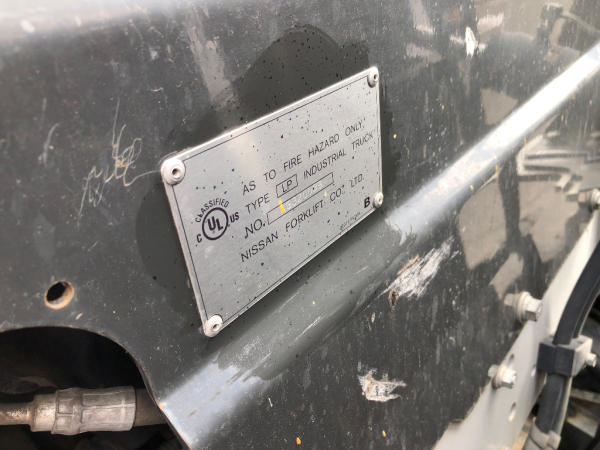 AS TO FIRE HAZARD ONLY
TYPE LP INDUSTRIAL TRUCK
NO.
NISSAN FORKLIFT CO., LTD.
CLASSIFIED
C UL US
B